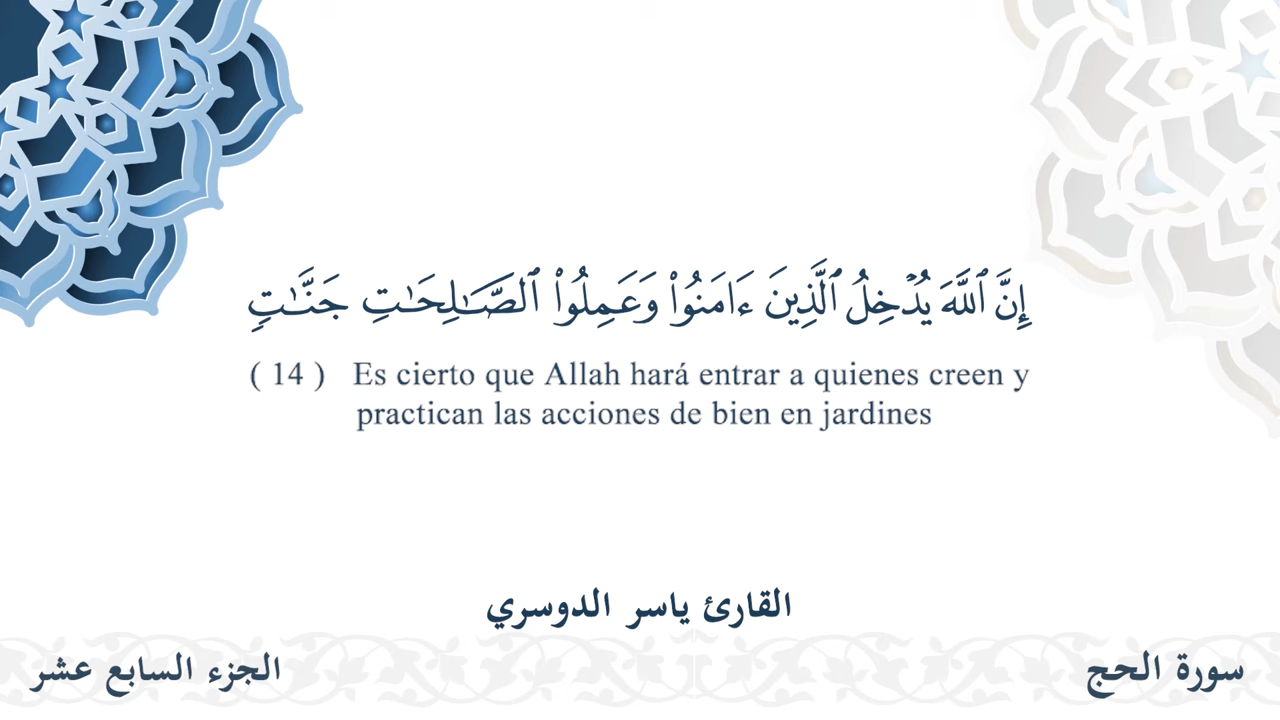 إِنَّ ٱللَّهَ يُدۡخِلُ ٱلَّذِينَ ءَامَنُواْ وَعَمِلُواْ ٱلصَّـٰلِحَـٰتِ جَنَّـٰتٖ
( 14 ) Es cierto que Allah hará entrar a quienes creen y
practican las acciones de bien en jardines
القارئ ياسر الدوسري
سورة الحج
الجزء السابع عشر